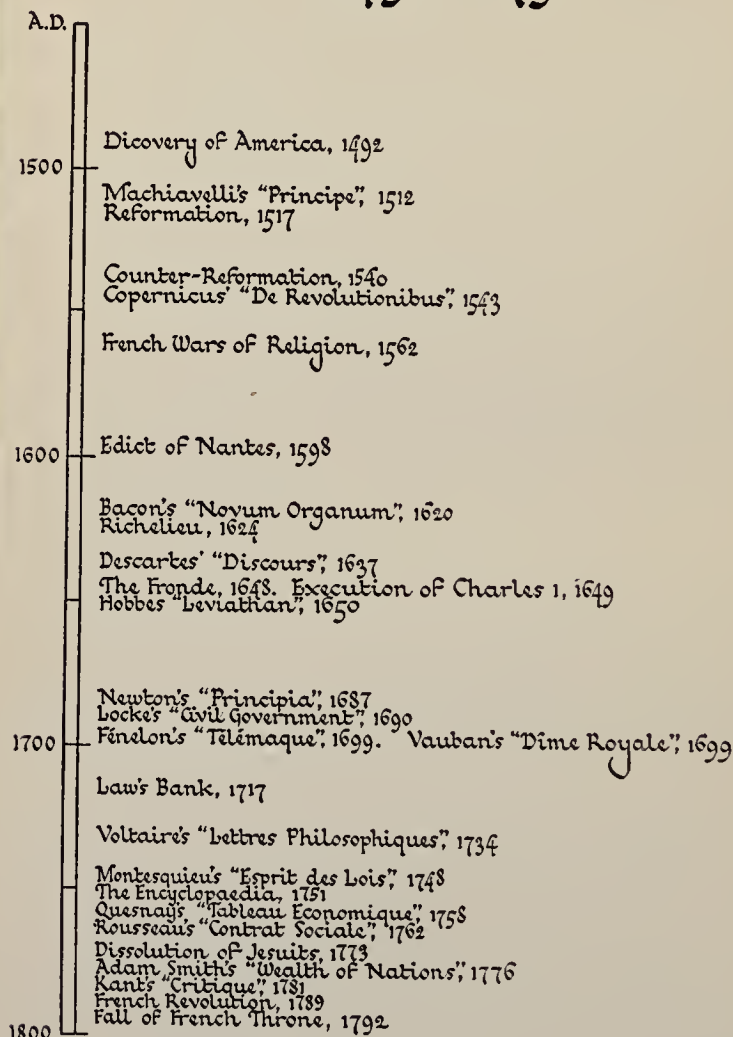 A.D.
Dicovery of America, 1492
1500
Machiavelli's "Principe", 1512
Reformation, 1517
Counter-Reformation, 1540
Copernicus' "De Revolutionibus", 1543
French Wars of Religion, 1562
1600 Edict of Nantes, 1598
Bacon's "Novum Organum", 1620
Richelieu, 1624
Descartes' "Discours", 1637
The Fronde, 1648. Execution of Charles 1, 1649
Hobbes "Leviathan", 1650
Newton's "Principia", 1687
Locke's "Civil Government", 1690
1700 Fénelon's "Télémaque", 1699. Vauban's "Dîme Royale", 1699
Law's Bank, 1717
Voltaire's "Lettres Philosophiques", 1734
Montesquieu's "Esprit des Lois", 1748
The Encyclopaedia, 1751
Quesnay's, "Tableau Economique", 1758
Rousseau's "Contrat Sociale", 1762
Dissolution of Jesuits, 1773
Adam Smith's "Wealth of Nations", 1776
Kant's "Critique", 1781
French Revolution, 1789
Fall of French Throne, 1792
1800